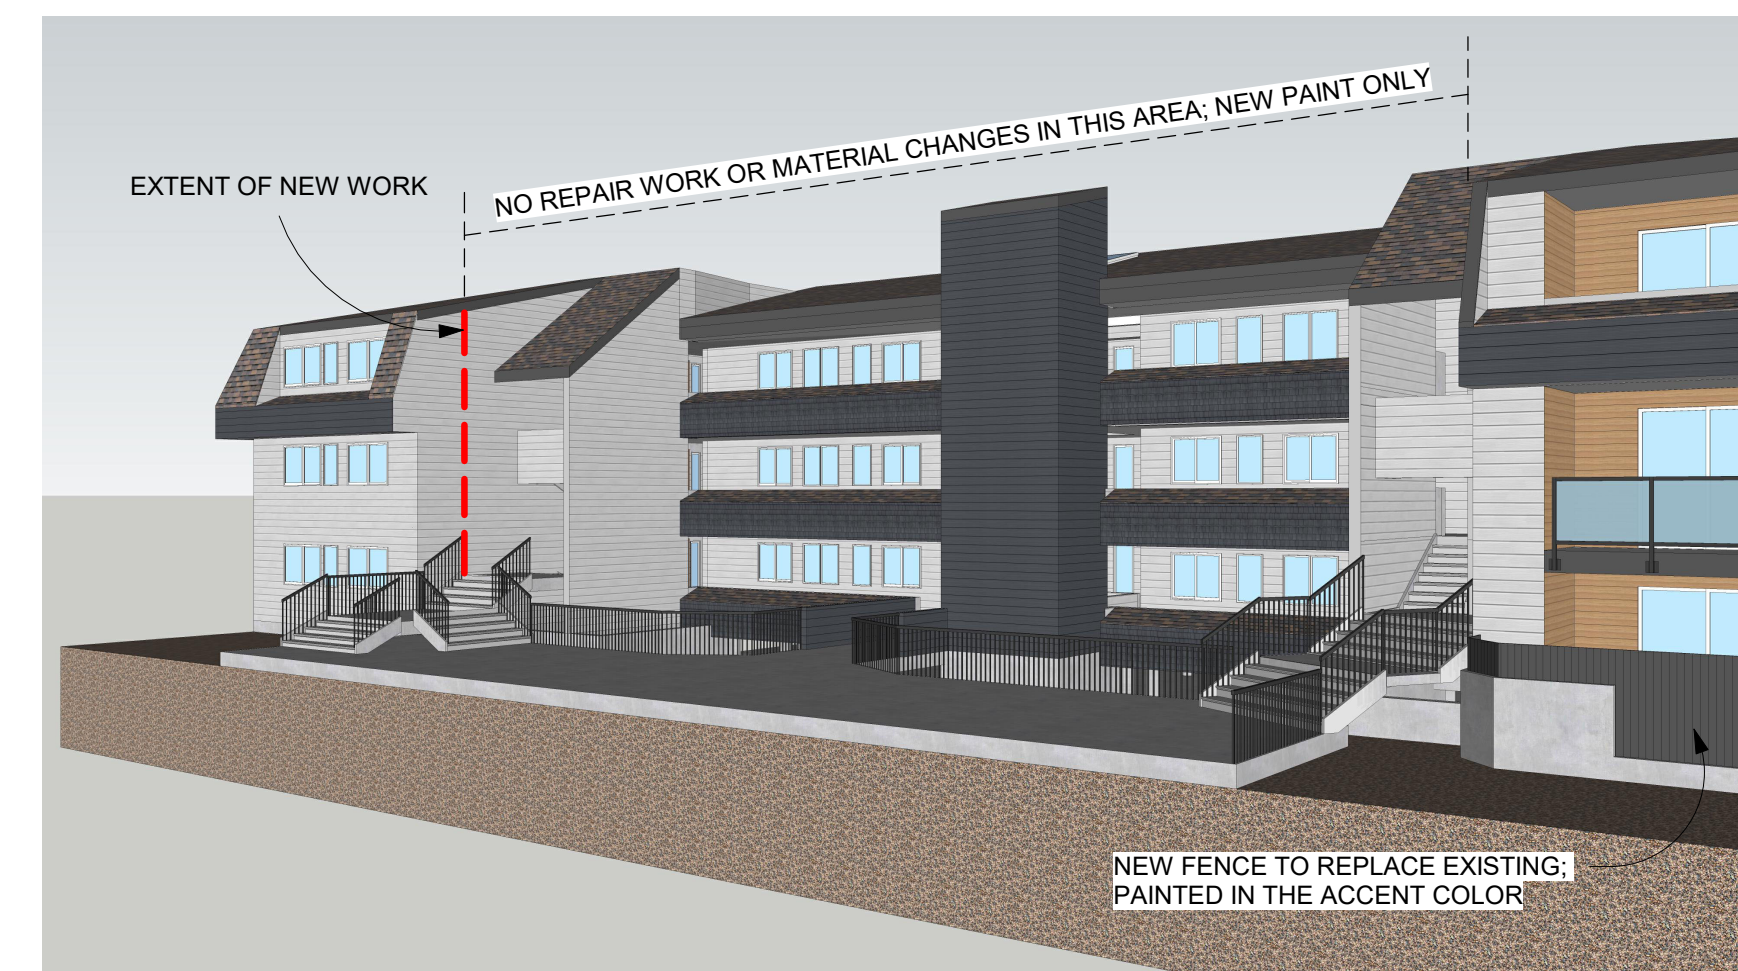 NO REPAIR WORK OR MATERIAL CHANGES IN THIS AREA; NEW PAINT ONLY
EXTENT OF NEW WORK
NEW FENCE TO REPLACE EXISTING;
PAINTED IN THE ACCENT COLOR